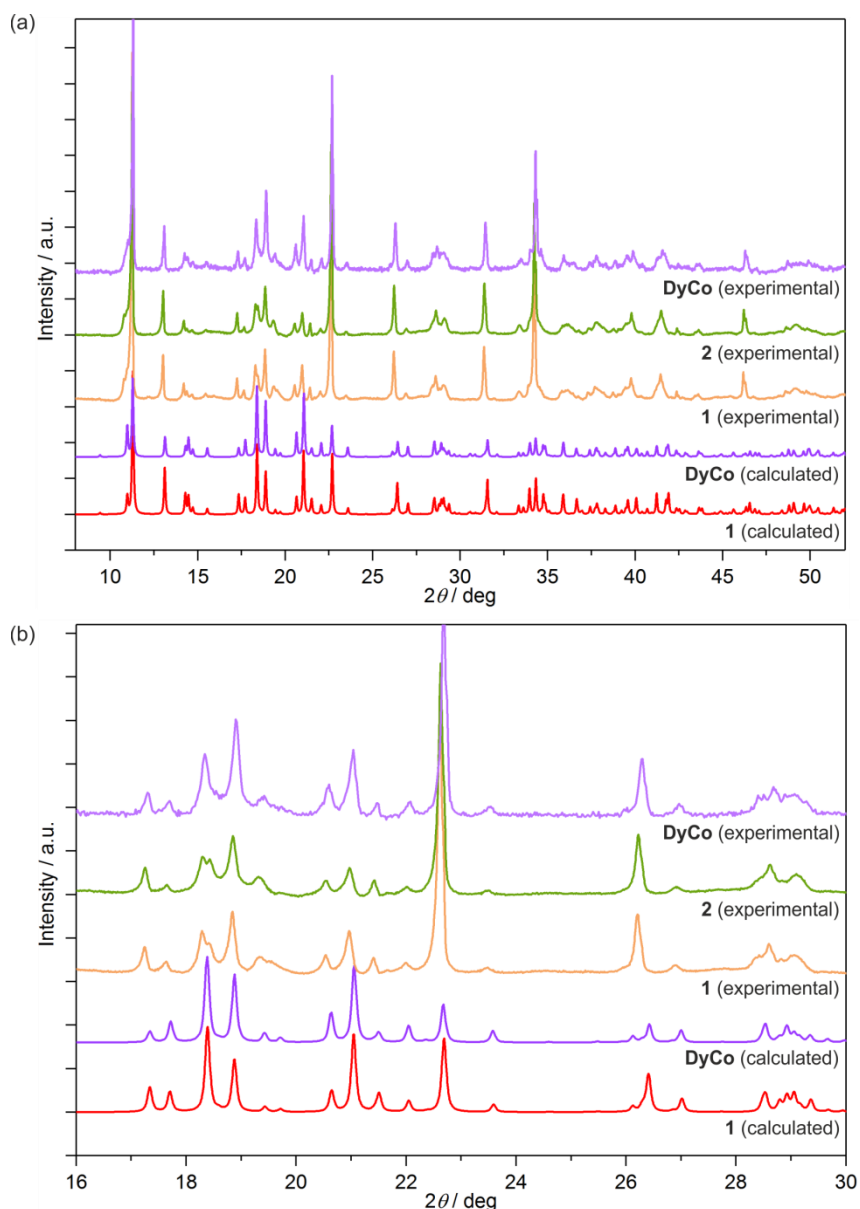 (a)
Intensity / a.u.
DyCo (experimental)
2 (experimental)
1 (experimental)
DyCo (calculated)
1 (calculated)
10 15 20 25 30 35 40 45 50
2θ / deg
(b)
Intensity / a.u.
DyCo (experimental)
2 (experimental)
1 (experimental)
DyCo (calculated)
1 (calculated)
16 18 20 22 24 26 28 30
2θ / deg